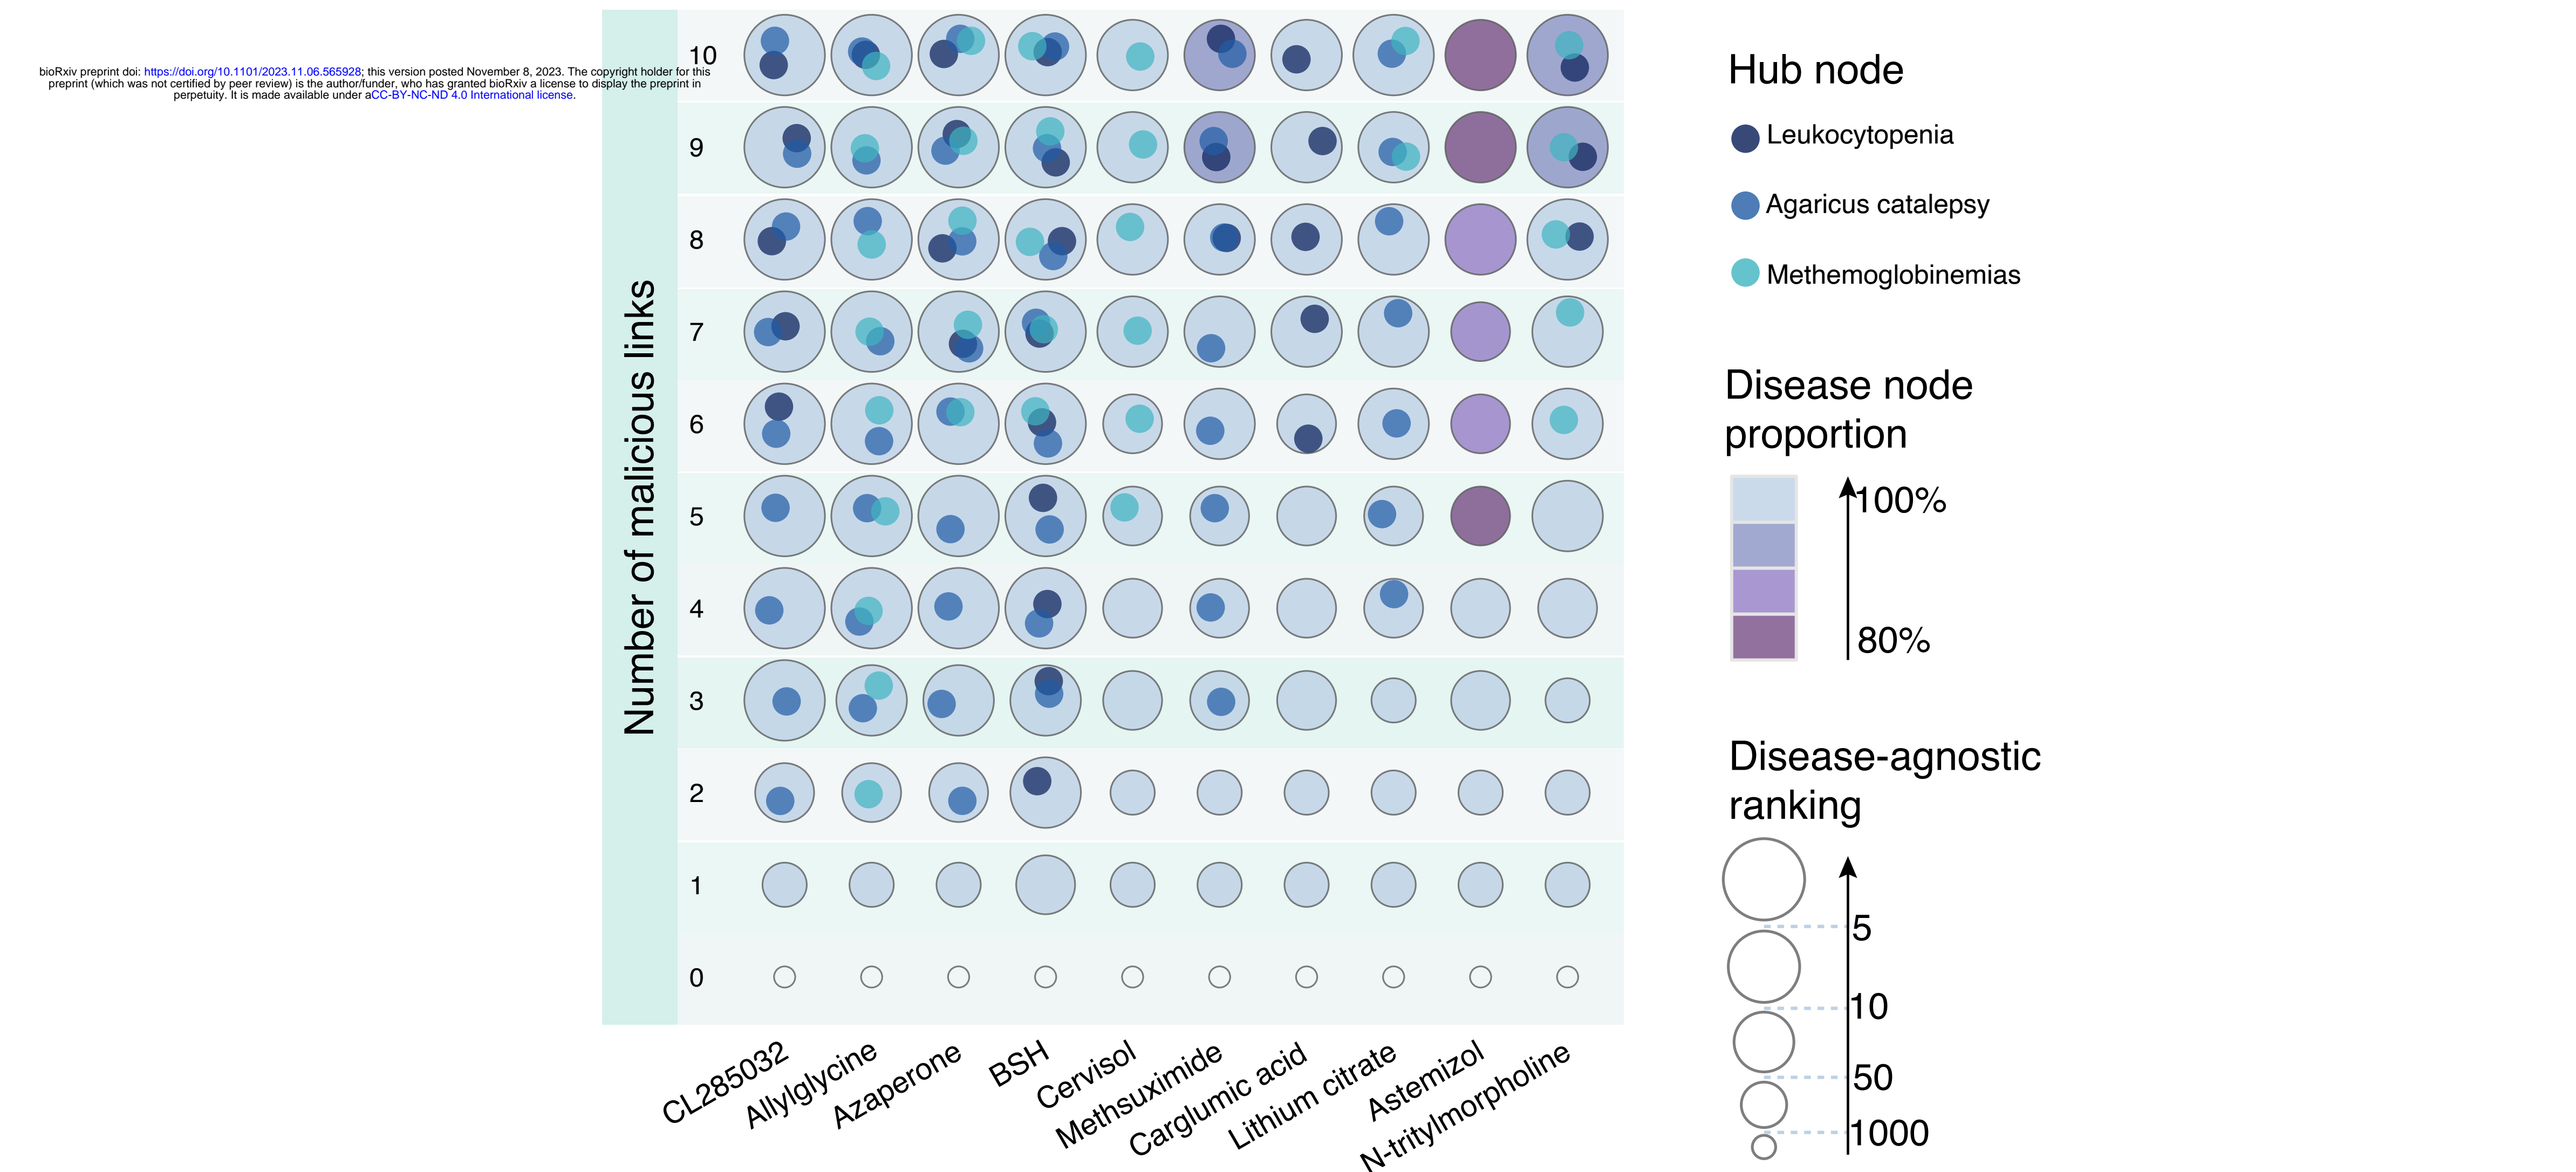 bioRxiv preprint doi: https://doi.org/10.1101/2023.11.06.565928; this version posted November 8, 2023. The copyright holder for this
preprint (which was not certified by peer review) is the author/funder, who has granted bioRxiv a license to display the preprint in
perpetuity. It is made available under aCC-BY-NC-ND 4.0 International license.
Number of malicious links
10
9
8
7
6
5
4
3
2
1
0
CL285032
Allylglycine
Azaperone
BSH
Cervisol
Methsuximide
Carglumic acid
Lithium citrate
Astemizol
N-tritylmorpholine
Hub node
Leukocytopenia
Agaricus catalepsy
Methemoglobinemias
Disease node
proportion
100%
80%
Disease-agnostic
ranking
5
10
50
1000